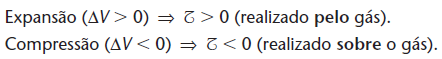 Expansão (ΔV > 0) ⇒ ꞇ > 0 (realizado pelo gás).
Compressão (ΔV < 0) ⇒ ꞇ < 0 (realizado sobre o gás).